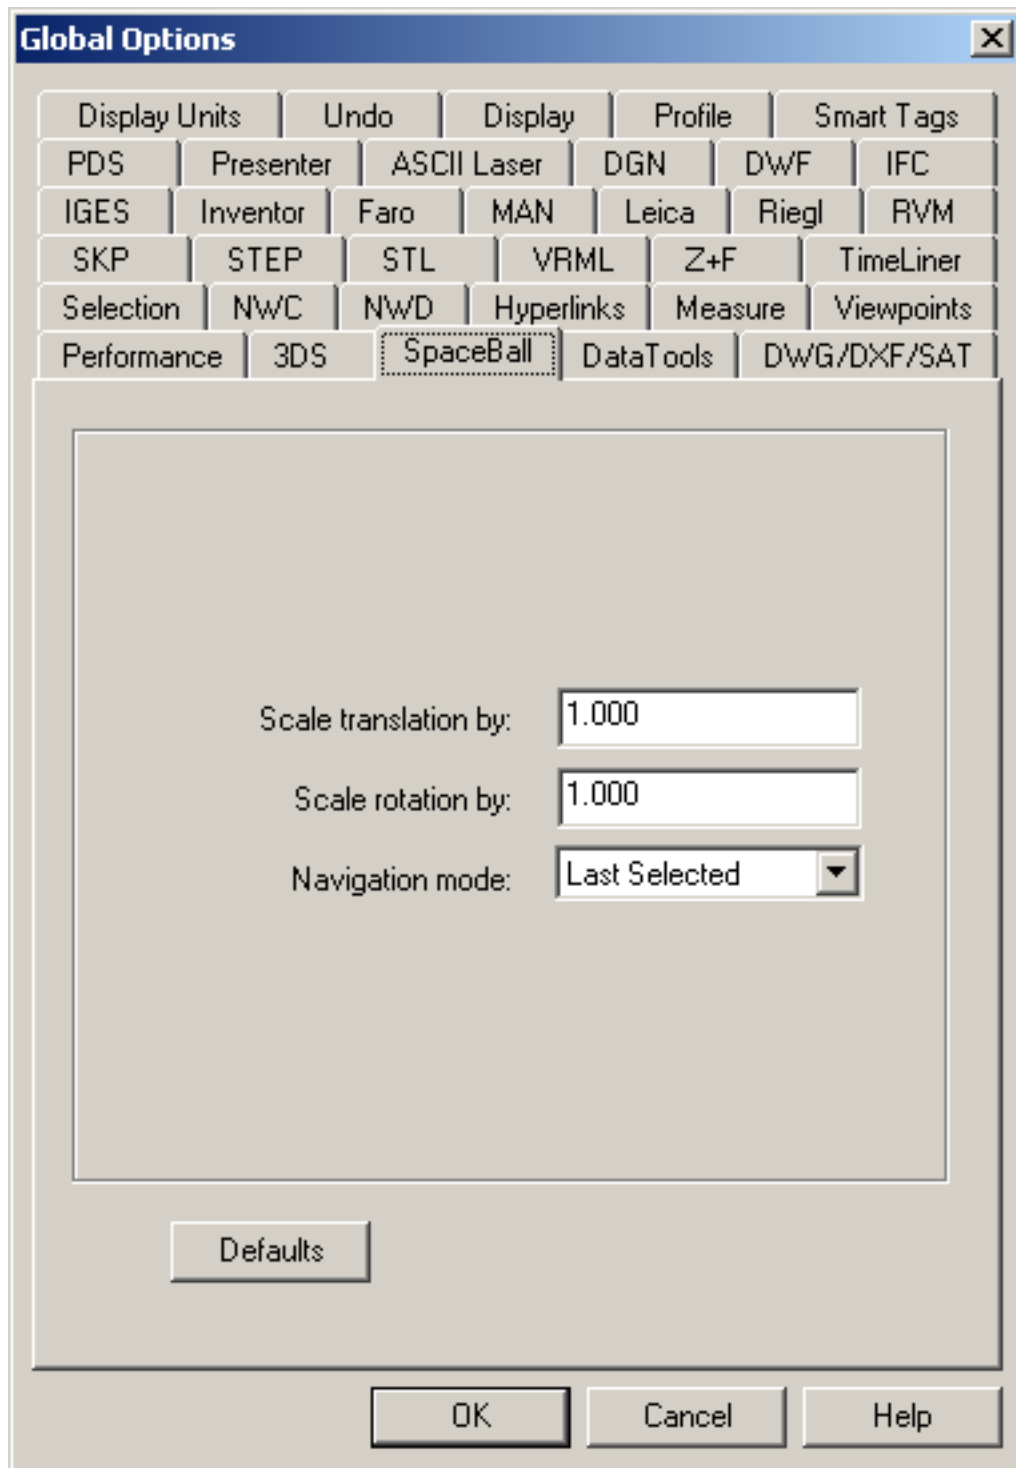 Global Options
Display Units Undo Display Profile Smart Tags
PDS Presenter ASCII Laser DGN DWF IFC
IGES Inventor Faro MAN Leica Riegl RVM
SKP STEP STL VRML Z+F TimeLiner
Selection NWC NWD Hyperlinks Measure Viewpoints
Performance 3DS SpaceBall DataTools DWG/DXF/SAT
Scale translation by: 1.000
Scale rotation by: 1.000
Navigation mode: Last Selected
Defaults
OK Cancel Help